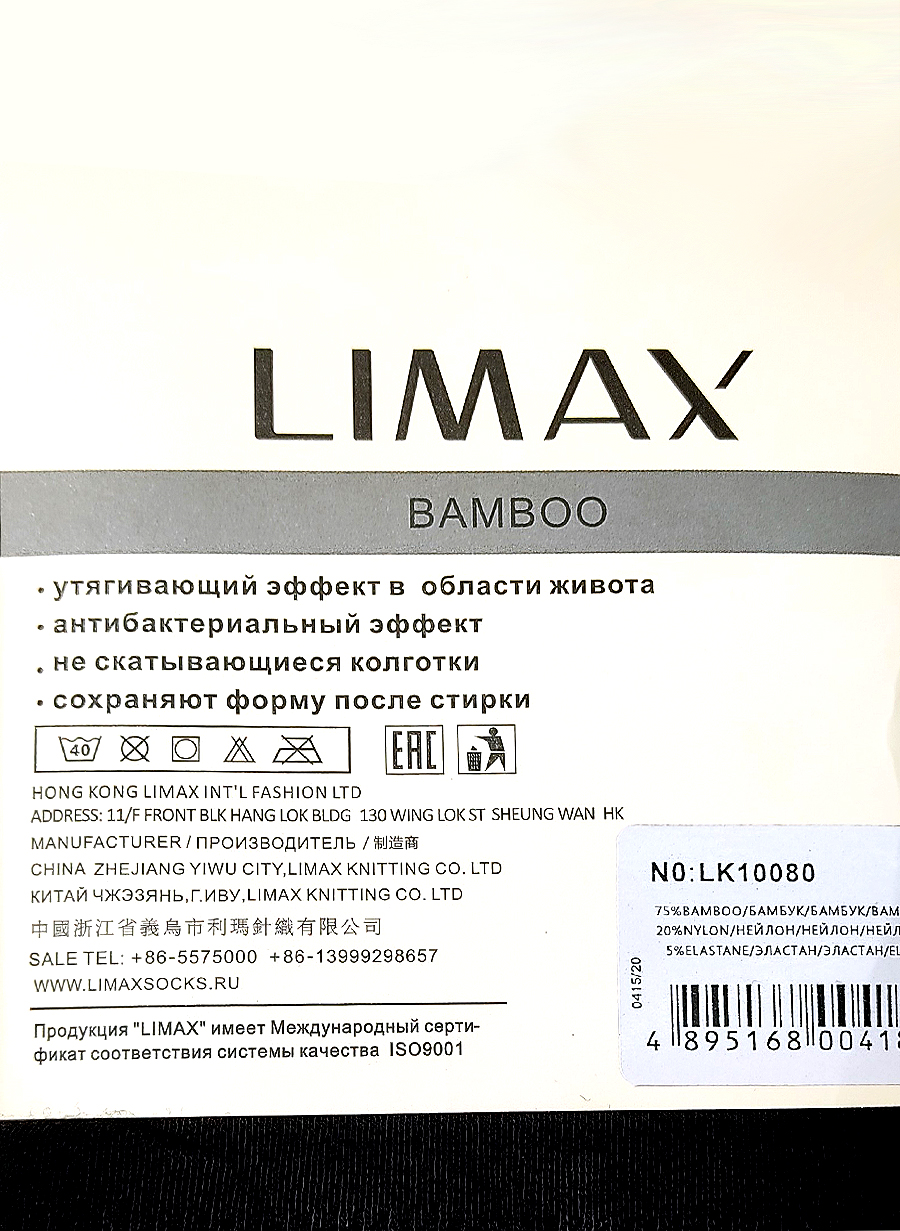 LIMAX
BAMBOO
• утягивающий эффект в области живота
• антибактериальный эффект
• не скатывающиеся колготки
• сохраняют форму после стирки
40
EAC
HONG KONG LIMAX INT'L FASHION LTD
ADDRESS: 11/F FRONT BLK HANG LOK BLDG 130 WING LOK ST SHEUNG WAN HK
MANUFACTURER / ПРОИЗВОДИТЕЛЬ / 制造商
CHINA ZHEJIANG YIWU CITY,LIMAX KNITTING CO. LTD
КИТАЙ ЧЖЭЗЯНЬ,Г.ИВУ,LIMAX KNITTING CO. LTD
中國浙江省義烏市利瑪針織有限公司
SALE TEL: +86-5575000 +86-13999298657
WWW.LIMAXSOCKS.RU
Продукция "LIMAX" имеет Международный серти-
фикат соответствия системы качества ISO9001
N0:LK10080
75%BAMBOO/БАМБУК/БАМБУК/BAM
20%NYLON/НЕЙЛОН/НЕЙЛОН/НЕЙЛ
5%ELASTANE/ЭЛАСТАН/ЭЛАСТАН/EL
0415/20
4 895168 0041